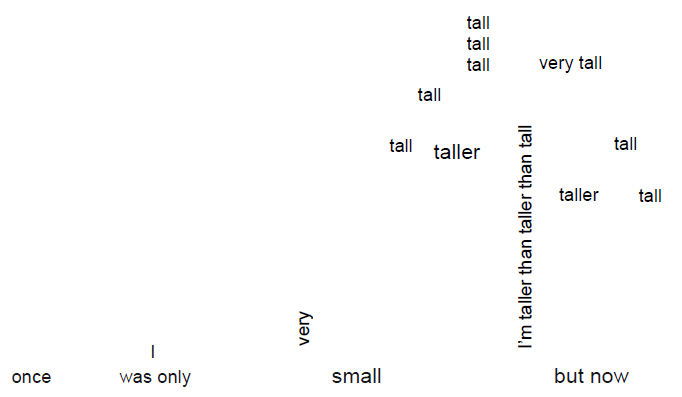 tall
tall
tall very tall
tall
tall taller tall
taller tall
I'm taller than taller than tall
very
I
once was only small but now